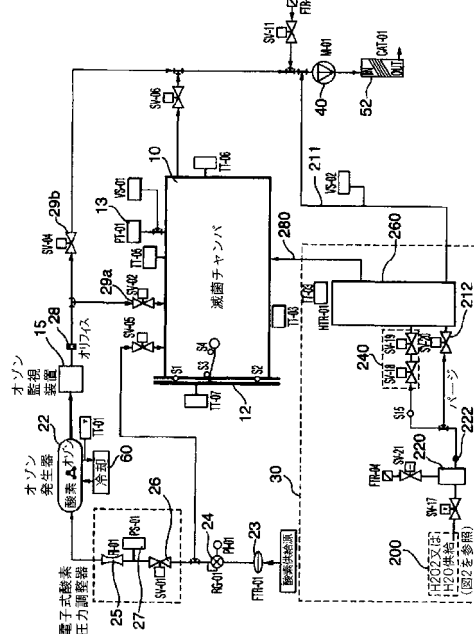 FTR-
SV-11
M-01
CAT-01
IN
OUT
40
52
SV-06
SV-04
29b
オリフィス
28
オゾン
監視
装置
15
オゾン
発生器
22
酸素
オゾン
TT-01
冷却
60
電子式酸素
圧力調整器
25
27
PS-01
SV-01
26
24
RG-01
PI-01
23
FTR-01
酸素供給源
29a
SV-02
SV-05
TT-06
13
PT-01
VS-01
10
TT-06
滅菌チャンバ
S1
S3
S4
S2
12
TT-07
TT-03
280
211
VS-02
260
HTR-01
240
SV-18
SV-19
212
S15
パージ
222
220
SV-21
FTR-04
SV-17
200
30
H2O2又は
H2O供給
(図2を参照)